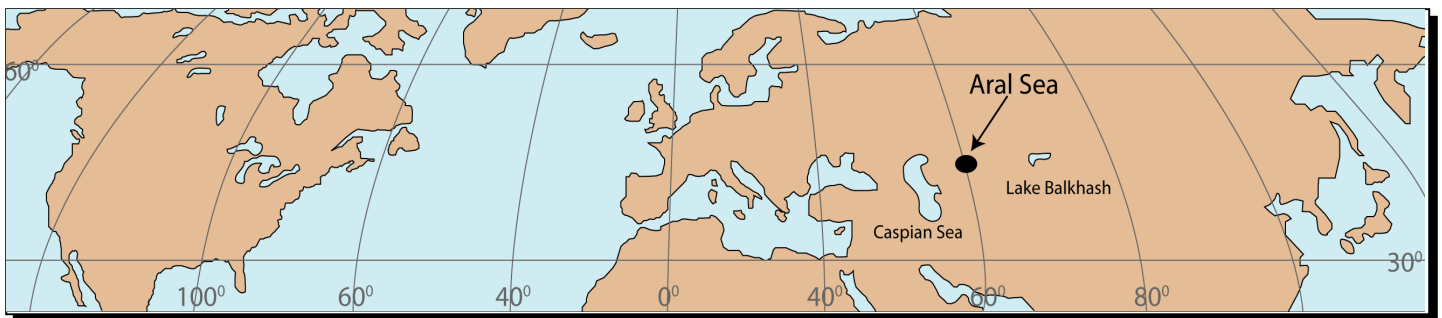 60⁰
Aral Sea
Lake Balkhash
Caspian Sea
30⁰
100⁰ 60⁰ 40⁰ 0⁰ 40⁰ 60⁰ 80⁰